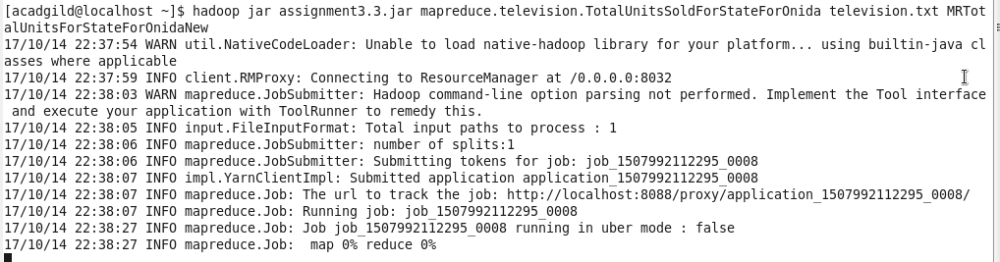 [acadgild@localhost ~]$ hadoop jar assignment3.3.jar mapreduce.television.TotalUnitsSoldForStateForOnida television.txt MRTot
alUnitsForStateForOnidaNew
17/10/14 22:37:54 WARN util.NativeCodeLoader: Unable to load native-hadoop library for your platform... using builtin-java cl
asses where applicable
17/10/14 22:37:59 INFO client.RMProxy: Connecting to ResourceManager at /0.0.0.0:8032
17/10/14 22:38:03 WARN mapreduce.JobSubmitter: Hadoop command-line option parsing not performed. Implement the Tool interface
 and execute your application with ToolRunner to remedy this.
17/10/14 22:38:05 INFO input.FileInputFormat: Total input paths to process : 1
17/10/14 22:38:06 INFO mapreduce.JobSubmitter: number of splits:1
17/10/14 22:38:06 INFO mapreduce.JobSubmitter: Submitting tokens for job: job_1507992112295_0008
17/10/14 22:38:07 INFO impl.YarnClientImpl: Submitted application application_1507992112295_0008
17/10/14 22:38:07 INFO mapreduce.Job: The url to track the job: http://localhost:8088/proxy/application_1507992112295_0008/
17/10/14 22:38:07 INFO mapreduce.Job: Running job: job_1507992112295_0008
17/10/14 22:38:27 INFO mapreduce.Job: Job job_1507992112295_0008 running in uber mode : false
17/10/14 22:38:27 INFO mapreduce.Job:  map 0% reduce 0%